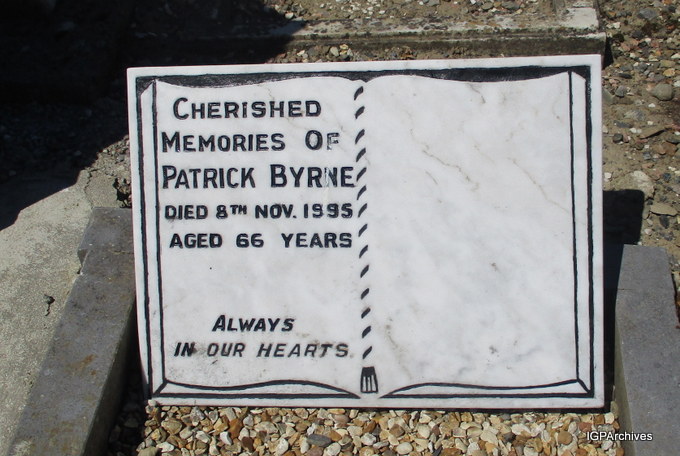 CHERISHED
MEMORIES OF
PATRICK BYRNE
DIED 8TH NOV. 1995
AGED 66 YEARS
ALWAYS
IN OUR HEARTS
IGPArchives